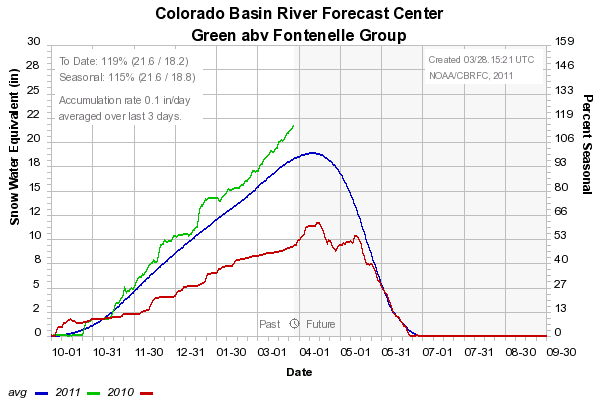 Colorado Basin River Forecast Center
Green abv Fontenelle Group
To Date: 119% (21.6 / 18.2)
Seasonal: 115% (21.6 / 18.8)
Accumulation rate 0.1 in/day
averaged over last 3 days.
Created 03/28.15:21 UTC
NOAA/CBRFC, 2011
Snow Water Equivalent (in)
30
28
25
22
20
18
15
12
10
8
5
2
0
Percent Seasonal
159
146
132
119
106
93
80
66
53
40
27
13
0
Past
Future
10-01 10-31 11-30 12-31 01-30 03-01 04-01 05-01 05-31 07-01 07-31 08-30 09-30
Date
avg 2011 2010